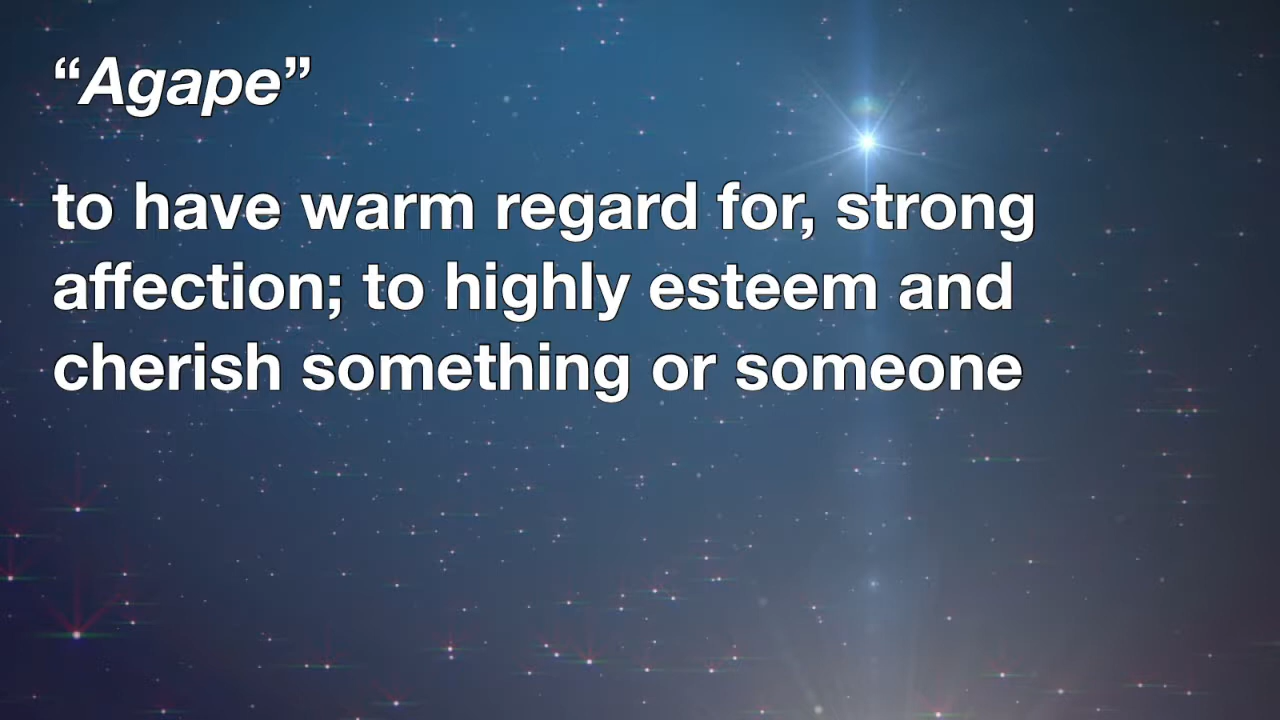 “Agape”
to have warm regard for, strong
affection; to highly esteem and
cherish something or someone